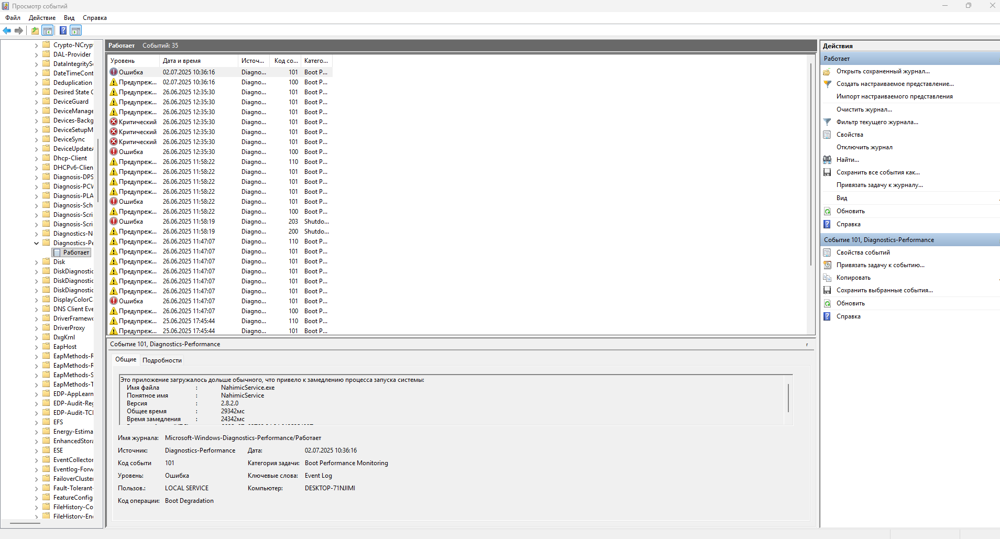 Просмотр событий
Файл Действие Вид Справка
Crypto-NCryp
DAL-Provider
DataIntegritySe
DateTimeCont
Deduplication
Desired State C
DeviceGuard
DeviceManage
Devices-Backg
DeviceSetupM
DeviceSync
DeviceUpdateA
Dhcp-Client
DHCPv6-Clien
Diagnosis-DPS
Diagnosis-PCW
Diagnosis-PLA
Diagnosis-Sch
Diagnosis-Scri
Diagnosis-Scri
Diagnostics-N
Diagnostics-Pe
Работает
Disk
DiskDiagnostic
DiskDiagnostic
DiskDiagnostic
DisplayColorC
DNS Client Eve
DriverFramewo
DriverProxy
DxgKrnl
EapHost
EapMethods-R
EapMethods-R
EapMethods-S
EapMethods-T
EDP-AppLearn
EDP-Audit-Reg
EDP-Audit-TCI
EFS
Energy-Estima
EnhancedStora
ESE
EventCollector
Eventlog-Forw
FailoverCluster
Fault-Tolerant-
FeatureConfig
FileHistory-Co
FileHistory-En
Работает Событий: 35
Уровень Дата и время Источ... Код со... Катего...
Ошибка 02.07.2025 10:36:16 Diagno... 101 Boot P...
Предупреж... 02.07.2025 10:36:16 Diagno... 100 Boot P...
Предупреж... 26.06.2025 12:35:30 Diagno... 101 Boot P...
Предупреж... 26.06.2025 12:35:30 Diagno... 101 Boot P...
Предупреж... 26.06.2025 12:35:30 Diagno... 101 Boot P...
Критический 26.06.2025 12:35:30 Diagno... 101 Boot P...
Критический 26.06.2025 12:35:30 Diagno... 101 Boot P...
Критический 26.06.2025 12:35:30 Diagno... 101 Boot P...
Ошибка 26.06.2025 12:35:30 Diagno... 100 Boot P...
Предупреж... 26.06.2025 11:58:22 Diagno... 110 Boot P...
Предупреж... 26.06.2025 11:58:22 Diagno... 101 Boot P...
Предупреж... 26.06.2025 11:58:22 Diagno... 101 Boot P...
Предупреж... 26.06.2025 11:58:22 Diagno... 101 Boot P...
Ошибка 26.06.2025 11:58:22 Diagno... 101 Boot P...
Предупреж... 26.06.2025 11:58:22 Diagno... 100 Boot P...
Ошибка 26.06.2025 11:58:19 Diagno... 203 Shutdo...
Предупреж... 26.06.2025 11:58:19 Diagno... 200 Shutdo...
Предупреж... 26.06.2025 11:47:07 Diagno... 110 Boot P...
Предупреж... 26.06.2025 11:47:07 Diagno... 101 Boot P...
Предупреж... 26.06.2025 11:47:07 Diagno... 101 Boot P...
Предупреж... 26.06.2025 11:47:07 Diagno... 101 Boot P...
Предупреж... 26.06.2025 11:47:07 Diagno... 101 Boot P...
Предупреж... 26.06.2025 11:47:07 Diagno... 101 Boot P...
Ошибка 26.06.2025 11:47:07 Diagno... 101 Boot P...
Предупреж... 26.06.2025 11:47:07 Diagno... 100 Boot P...
Предупреж... 25.06.2025 17:45:44 Diagno... 110 Boot P...
Предупреж... 25.06.2025 17:45:44 Diagno... 101 Boot P...
Событие 101, Diagnostics-Performance
Общие Подробности
Это приложение загружалось дольше обычного, что привело к замедлению процесса запуска системы:
Имя файла : NahimicService.exe
Понятное имя : NahimicService
Версия : 2.8.2.0
Общее время : 29342мс
Время замедления : 24342мс
Имя журнала: Microsoft-Windows-Diagnostics-Performance/Работает
Источник: Diagnostics-Performance Дата: 02.07.2025 10:36:16
Код событи 101 Категория задачи: Boot Performance Monitoring
Уровень: Ошибка Ключевые слова: Event Log
Пользов.: LOCAL SERVICE Компьютер: DESKTOP-71NJIMI
Код операции: Boot Degradation
Действия
Работает
Открыть сохраненный журнал...
Создать настраиваемое представление...
Импорт настраиваемого представления
Очистить журнал...
Фильтр текущего журнала...
Свойства
Отключить журнал
Найти...
Сохранить все события как...
Привязать задачу к журналу...
Вид
Обновить
Справка
Событие 101, Diagnostics-Performance
Свойства событий
Привязать задачу к событию...
Копировать
Сохранить выбранные события...
Обновить
Справка